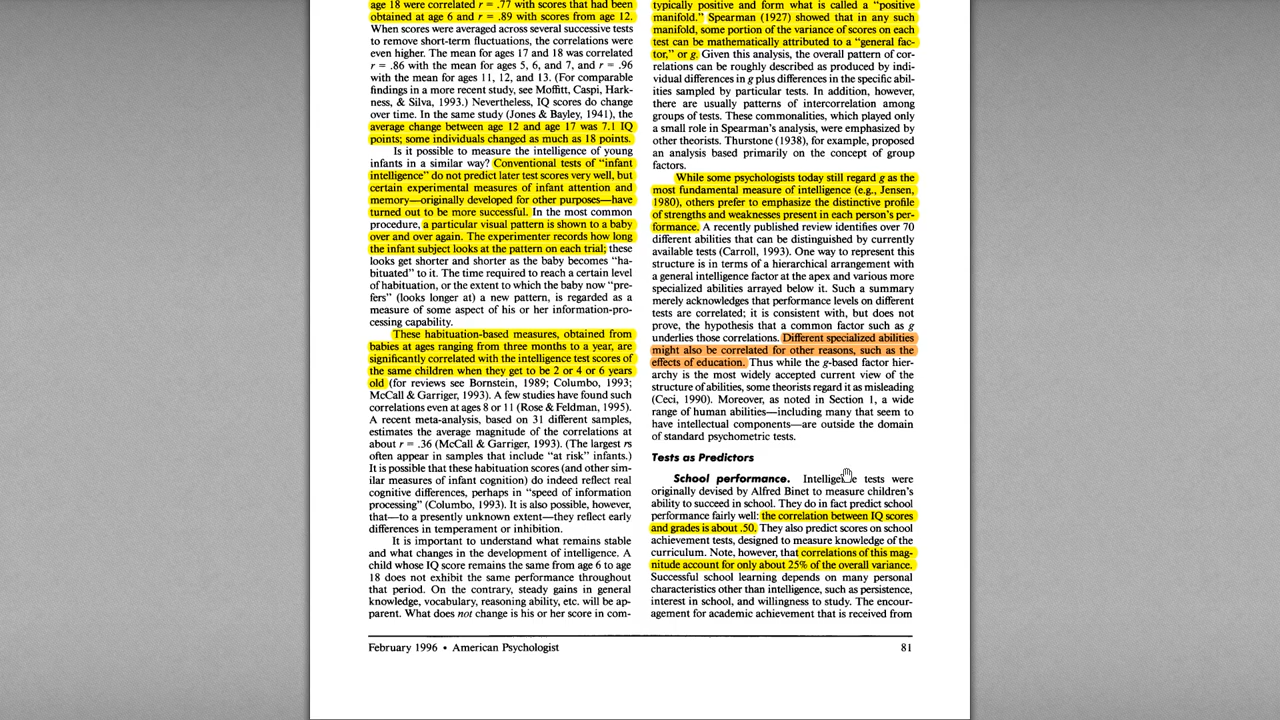 age 18 were correlated r = .77 with scores that had been
obtained at age 6 and r = .89 with scores from age 12.
When scores were averaged across several successive tests
to remove short-term fluctuations, the correlations were
even higher. The mean for ages 17 and 18 was correlated
r = .86 with the mean for ages 5, 6, and 7, and r = .96
with the mean for ages 11, 12, and 13. (For comparable
findings in a more recent study, see Moffitt, Caspi, Hark-
ness, & Silva, 1993.) Nevertheless, IQ scores do change
over time. In the same study (Jones & Bayley, 1941), the
average change between age 12 and age 17 was 7.1 IQ
points; some individuals changed as much as 18 points.
Is it possible to measure the intelligence of young
infants in a similar way? Conventional tests of “infant
intelligence” do not predict later test scores very well, but
certain experimental measures of infant attention and
memory—originally developed for other purposes—have
turned out to be more successful. In the most common
procedure, a particular visual pattern is shown to a baby
over and over again. The experimenter records how long
the infant subject looks at the pattern on each trial; these
looks get shorter and shorter as the baby becomes “ha-
bituated” to it. The time required to reach a certain level
of habituation, or the extent to which the baby now “pre-
fers” (looks longer at) a new pattern, is regarded as a
measure of some aspect of his or her information-pro-
cessing capability.
These habituation-based measures, obtained from
babies at ages ranging from three months to a year, are
significantly correlated with the intelligence test scores of
the same children when they get to be 2 or 4 or 6 years
old (for reviews see Bornstein, 1989; Columbo, 1993;
McCall & Garriger, 1993). A few studies have found such
correlations even at ages 8 or 11 (Rose & Feldman, 1995).
A recent meta-analysis, based on 31 different samples,
estimates the average magnitude of the correlations at
about r = .36 (McCall & Garriger, 1993). (The largest rs
often appear in samples that include “at risk” infants.)
It is possible that these habituation scores (and other sim-
ilar measures of infant cognition) do indeed reflect real
cognitive differences, perhaps in “speed of information
processing” (Columbo, 1993). It is also possible, however,
that—to a presently unknown extent—they reflect early
differences in temperament or inhibition.
It is important to understand what remains stable
and what changes in the development of intelligence. A
child whose IQ score remains the same from age 6 to age
18 does not exhibit the same performance throughout
that period. On the contrary, steady gains in general
knowledge, vocabulary, reasoning ability, etc. will be ap-
parent. What does not change is his or her score in com-
typically positive and form what is called a “positive
manifold.” Spearman (1927) showed that in any such
manifold, some portion of the variance of scores on each
test can be mathematically attributed to a “general fac-
tor,” or g. Given this analysis, the overall pattern of cor-
relations can be roughly described as produced by indi-
vidual differences in g plus differences in the specific abil-
ities sampled by particular tests. In addition, however,
there are usually patterns of intercorrelation among
groups of tests. These commonalities, which played only
a small role in Spearman’s analysis, were emphasized by
other theorists. Thurstone (1938), for example, proposed
an analysis based primarily on the concept of group
factors.
While some psychologists today still regard g as the
most fundamental measure of intelligence (e.g., Jensen,
1980), others prefer to emphasize the distinctive profile
of strengths and weaknesses present in each person’s per-
formance. A recently published review identifies over 70
different abilities that can be distinguished by currently
available tests (Carroll, 1993). One way to represent this
structure is in terms of a hierarchical arrangement with
a general intelligence factor at the apex and various more
specialized abilities arrayed below it. Such a summary
merely acknowledges that performance levels on different
tests are correlated; it is consistent with, but does not
prove, the hypothesis that a common factor such as g
underlies those correlations. Different specialized abilities
might also be correlated for other reasons, such as the
effects of education. Thus while the g-based factor hier-
archy is the most widely accepted current view of the
structure of abilities, some theorists regard it as misleading
(Ceci, 1990). Moreover, as noted in Section 1, a wide
range of human abilities—including many that seem to
have intellectual components—are outside the domain
of standard psychometric tests.
Tests as Predictors
School performance. Intelligence tests were
originally devised by Alfred Binet to measure children’s
ability to succeed in school. They do in fact predict school
performance fairly well: the correlation between IQ scores
and grades is about .50. They also predict scores on school
achievement tests, designed to measure knowledge of the
curriculum. Note, however, that correlations of this mag-
nitude account for only about 25% of the overall variance.
Successful school learning depends on many personal
characteristics other than intelligence, such as persistence,
interest in school, and willingness to study. The encour-
agement for academic achievement that is received from
February 1996 • American Psychologist
81